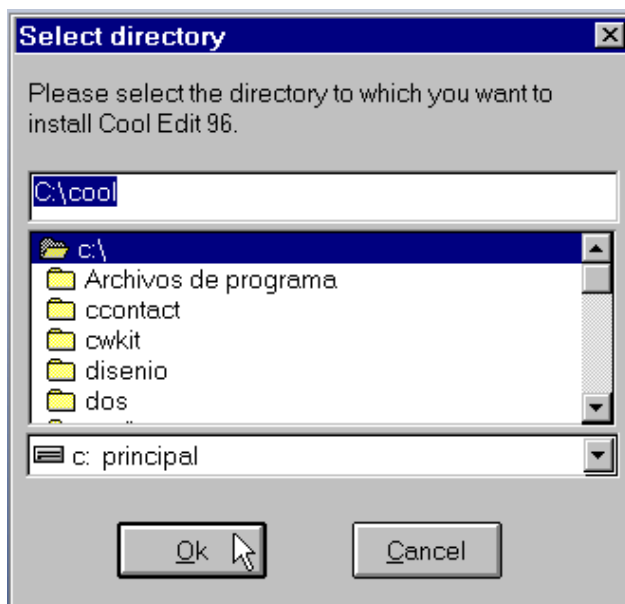 Select directory
Please select the directory to which you want to
install Cool Edit 96.
C:\cool
c:\
Archivos de programa
ccontact
cwkit
disenio
dos
c: principal
Ok
Cancel